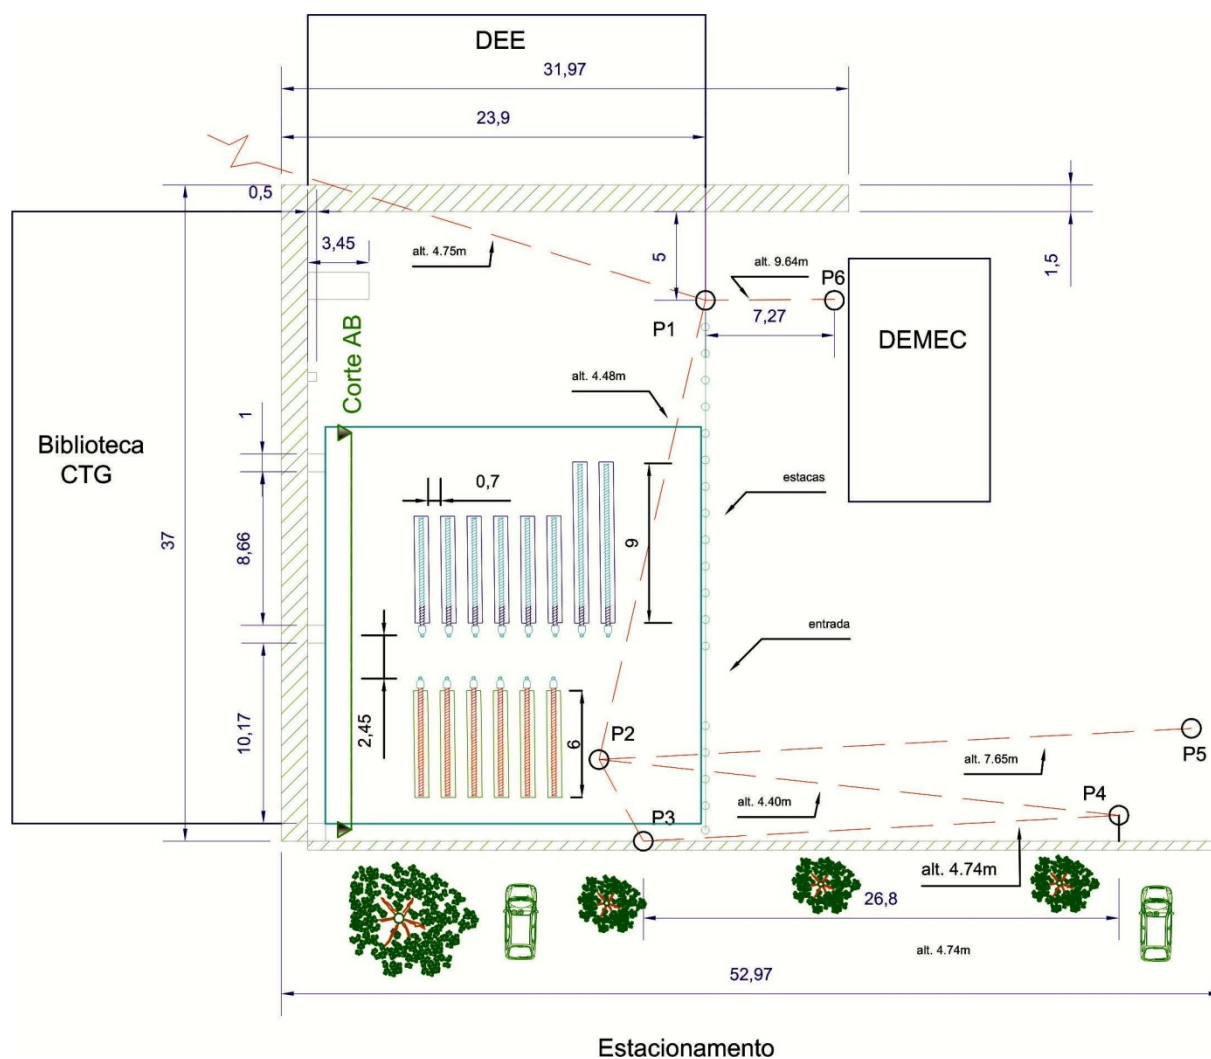 DEE
31,97
23,9
0,5
3,45
alt. 4.75m
5
alt. 9.64m
P6
1,5
P1
7,27
DEMEC
Corte AB
alt. 4.48m
1
Biblioteca
CTG
0,7
estacas
37
8,66
9
entrada
10,17
2,45
6
P2
P5
alt. 7.65m
alt. 4.40m
P4
P3
alt. 4.74m
26,8
alt. 4.74m
52,97
Estacionamento